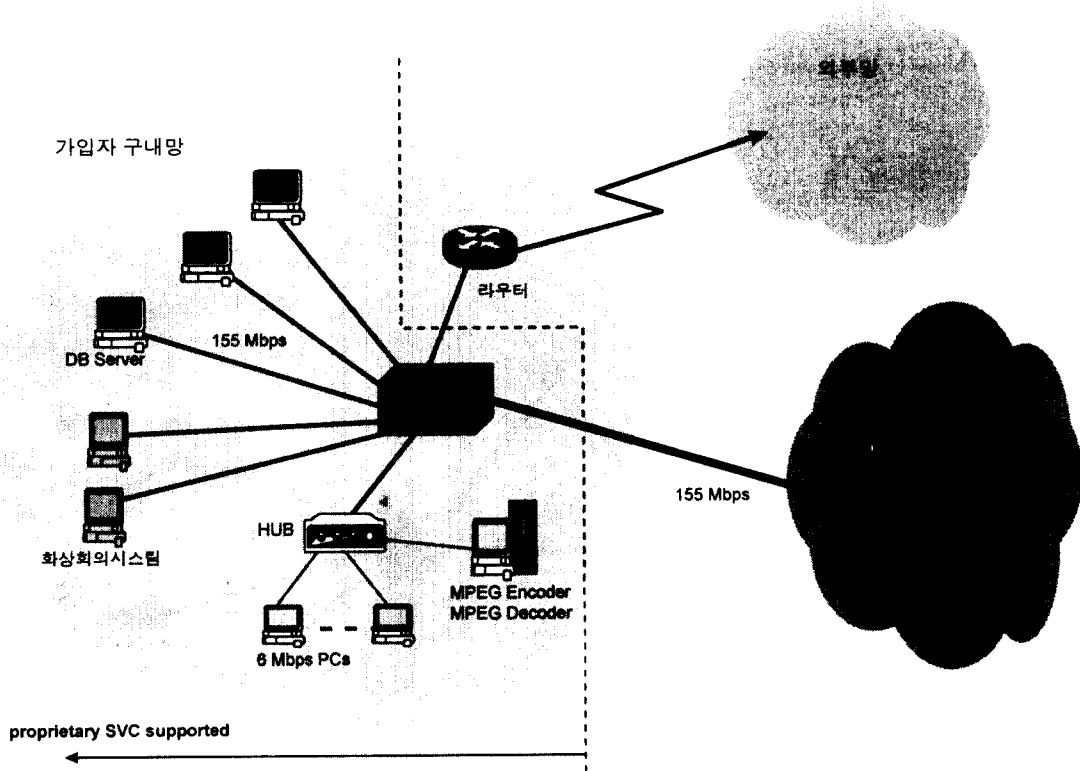 외부망
가입자 구내망
라우터
155 Mbps
DB Server
155 Mbps
HUB
화상회의시스템
MPEG Encoder
MPEG Decoder
6 Mbps PCs
proprietary SVC supported